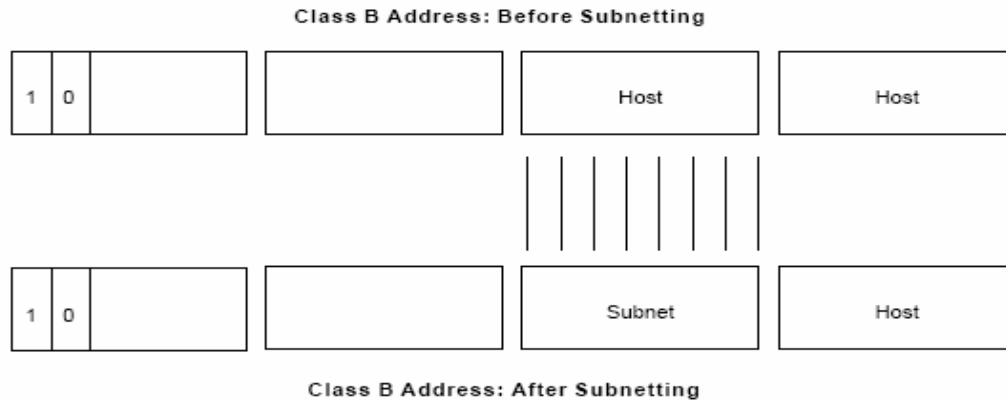 Class B Address: Before Subnetting
1 0 Host Host
1 0 Subnet Host
Class B Address: After Subnetting